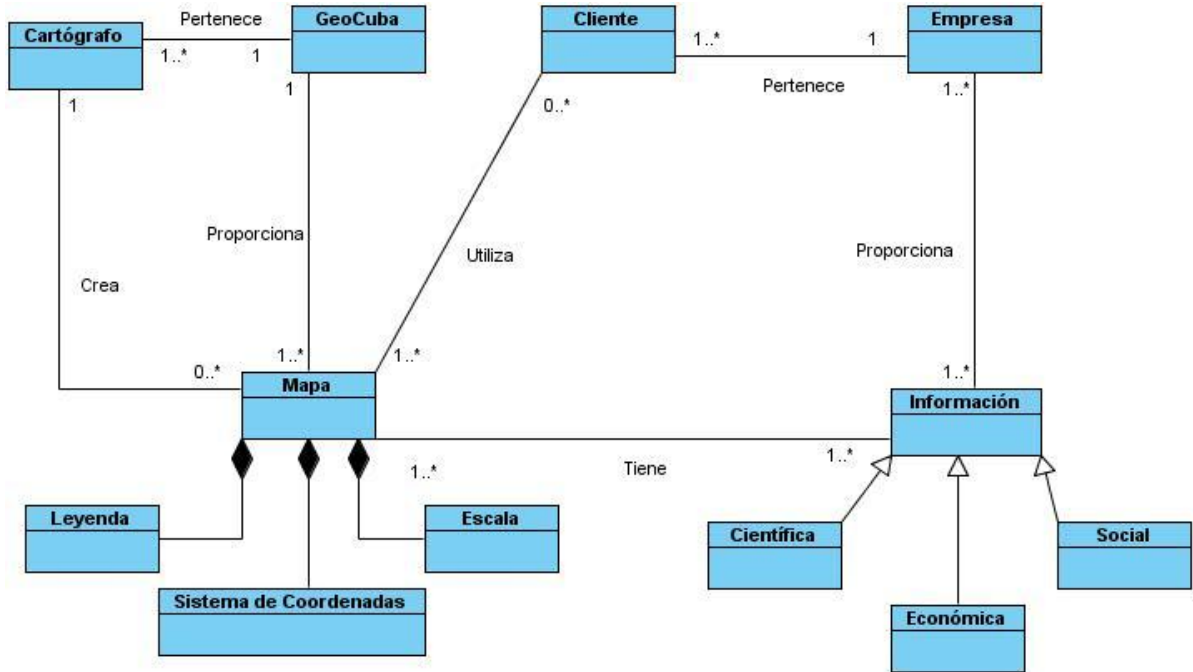 Pertenece
Cartógrafo
GeoCuba
Cliente
Empresa
1..*
1
1..*
1
Pertenece
1
1
0..*
1..*
Proporciona
Utiliza
Proporciona
Crea
0..*
1..*
1..*
1..*
Mapa
Información
1..*
Tiene
1..*
Leyenda
Escala
Científica
Social
Sistema de Coordenadas
Económica